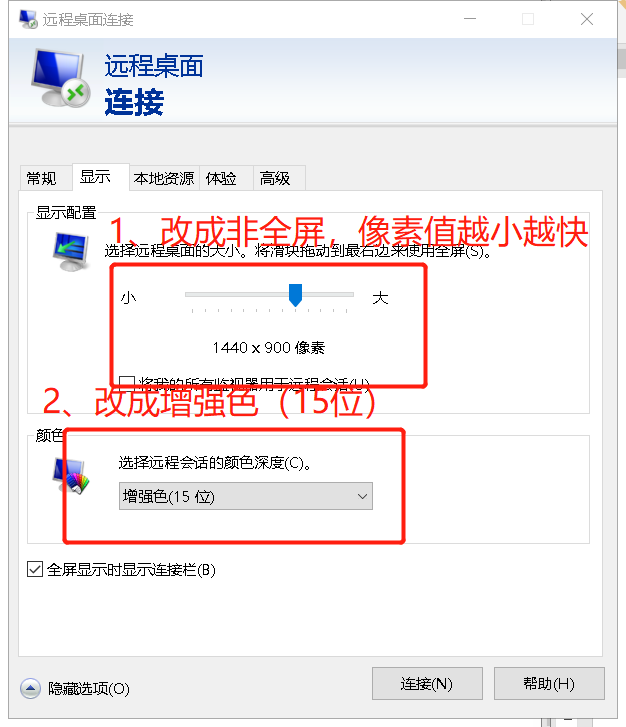 远程桌面连接
远程桌面
连接
常规 显示 本地资源 体验 高级
显示配置
1、改成非全屏，像素值越小越快
选择远程桌面的大小。将滑块拖动到最右边来使用全屏(S)。
小 大
1440 x 900 像素
将我的所有监视器用于远程会话(U)
2、改成增强色（15位）
颜色
选择远程会话的颜色深度(C)。
增强色(15 位)
全屏显示时显示连接栏(B)
隐藏选项(O) 连接(N) 帮助(H)